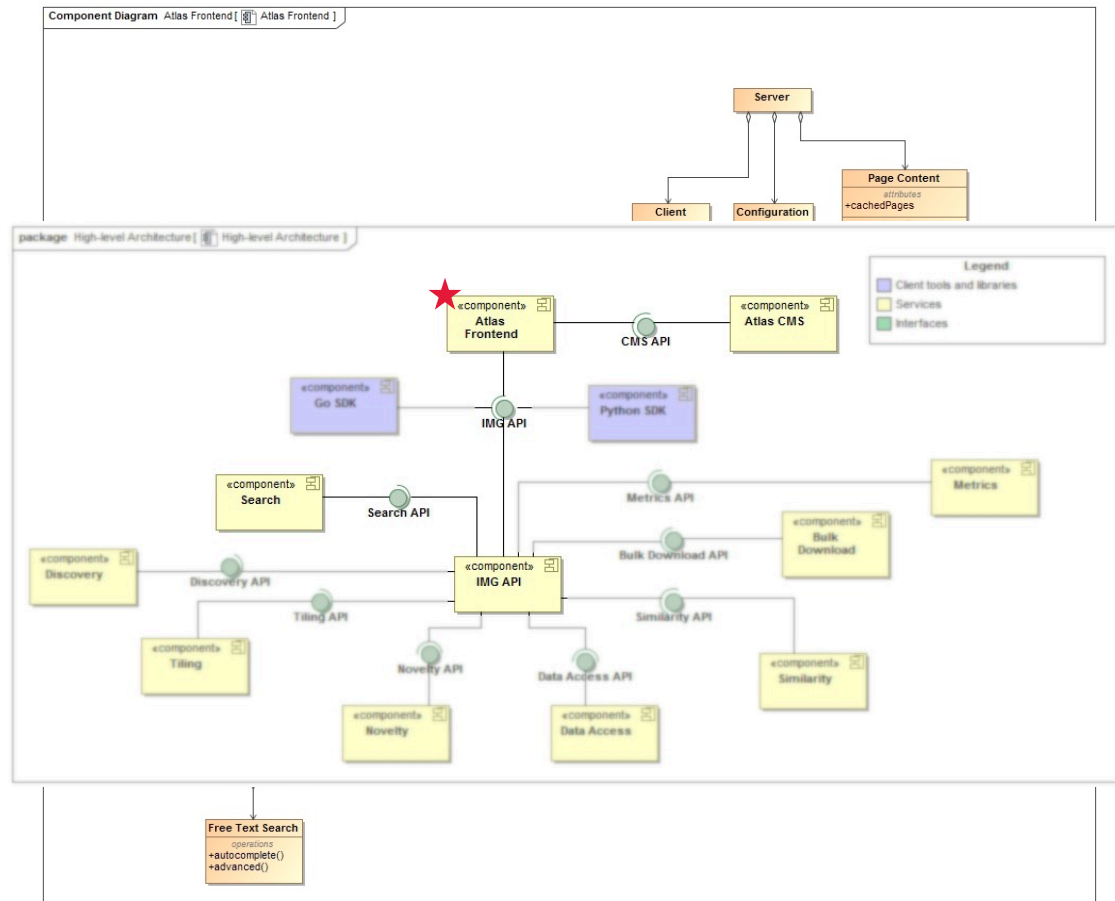 Component Diagram Atlas Frontend [ Atlas Frontend ]
Server
Page Content
attributes
+cachedPages
Client
Configuration
package High-level Architecture [ High-level Architecture ]
Legend
Client tools and libraries
Services
Interfaces
«component»
Atlas
Frontend
CMS API
«component»
Atlas CMS
«component»
Go SDK
IMG API
«component»
Python SDK
«component»
Search
Search API
Metrics API
«component»
Metrics
Bulk Download API
«component»
Bulk
Download
«component»
Discovery
Discovery API
«component»
IMG API
Tiling API
Similarity API
«component»
Tiling
Novelty API
Data Access API
«component»
Similarity
«component»
Novelty
«component»
Data Access
Free Text Search
operations
+autocomplete()
+advanced()